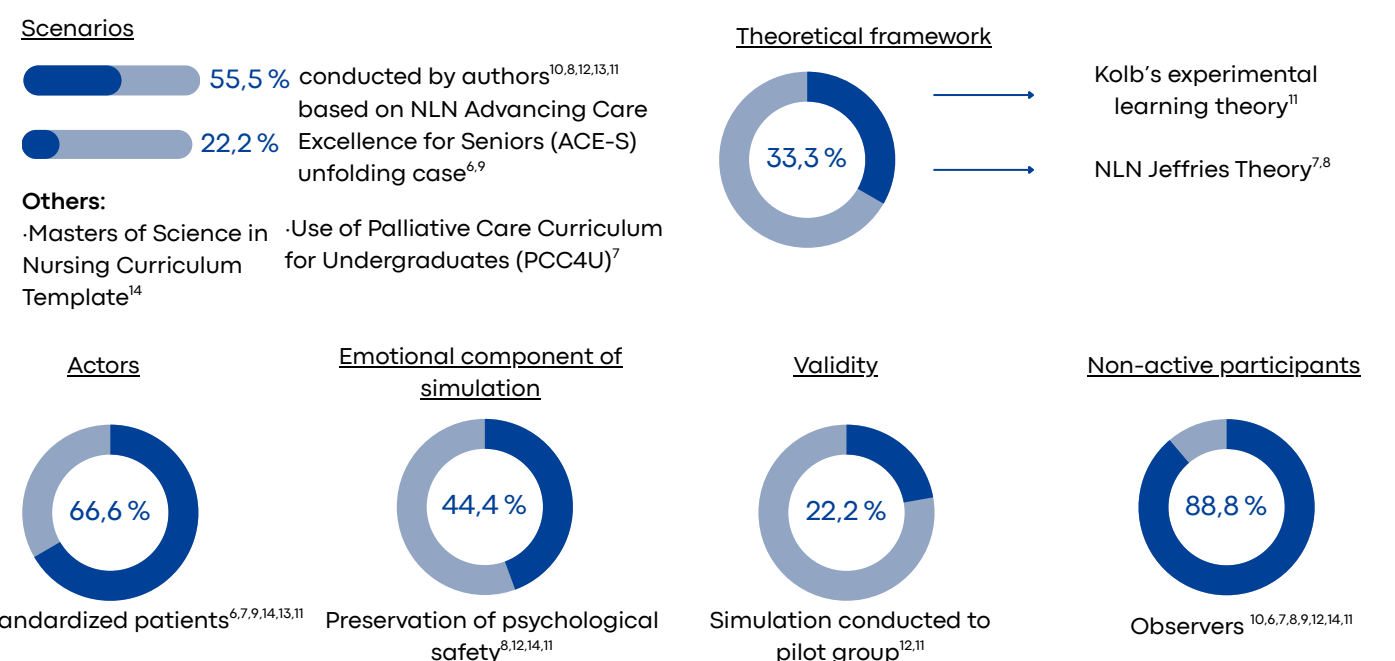 Scenarios
55,5 % conducted by authors10,8,12,13,11
based on NLN Advancing Care
22,2 % Excellence for Seniors (ACE-S)
unfolding case6,9
Others:
·Masters of Science in
Nursing Curriculum
Template14
·Use of Palliative Care Curriculum
for Undergraduates (PCC4U)7
Theoretical framework
33,3 %
Kolb's experimental
learning theory11
NLN Jeffries Theory7,8
Actors
66,6 %
andardized patients6,7,9,14,13,11
Emotional component of
simulation
44,4 %
Preservation of psychological
safety8,12,14,11
Validity
22,2 %
Simulation conducted to
pilot group12,11
Non-active participants
88,8 %
Observers 10,6,7,8,9,12,14,11